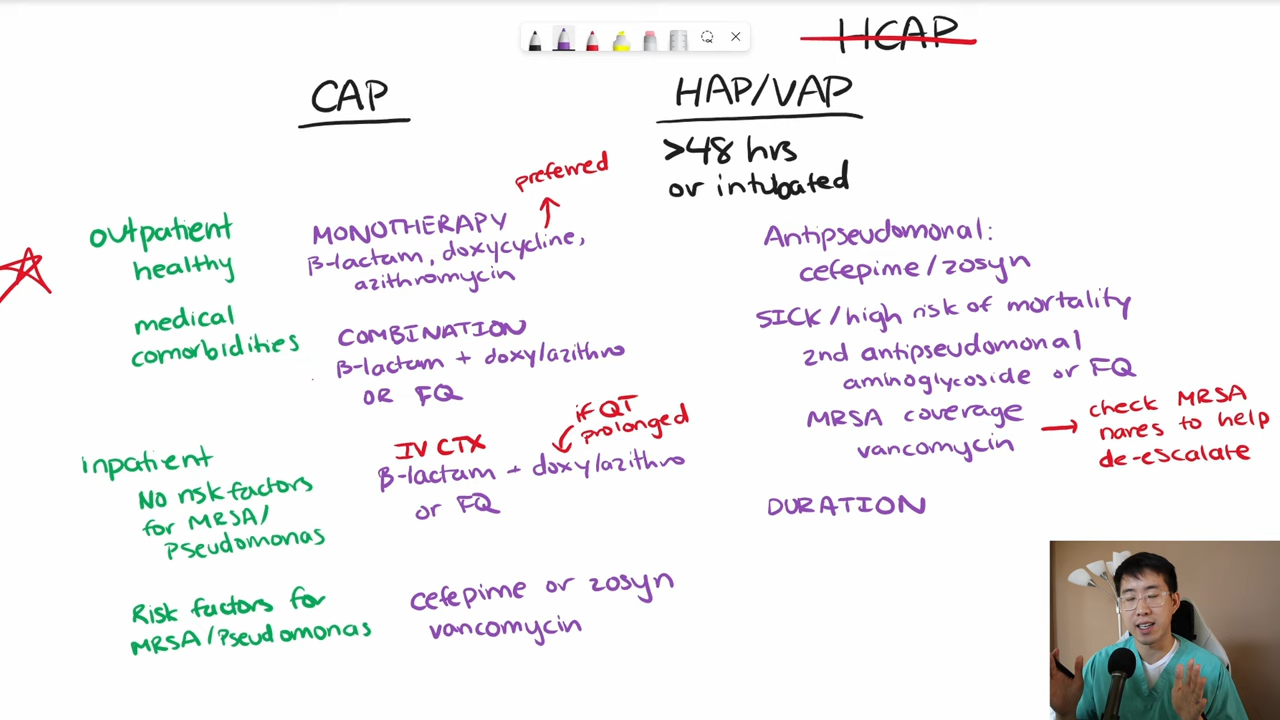 HCAP
CAP
outpatient
healthy
medical
comorbidities
preferred
MONOTHERAPY
β-lactam, doxycycline,
azithromycin
COMBINATION
β-lactam + doxy/azithro
OR FQ
inpatient
No risk factors
for MRSA/
Pseudomonas
if QT
prolonged
IV CTX
β-lactam + doxy/azithro
or FQ
Risk factors for
MRSA/Pseudomonas
cefepime or zosyn
vancomycin
HAP/VAP
>48 hrs
or intubated
Antipseudomonal:
cefepime/zosyn
SICK/high risk of mortality
2nd antipseudomonal
aminoglycoside or FQ
MRSA coverage
vancomycin
check MRSA
nares to help
de-escalate
DURATION